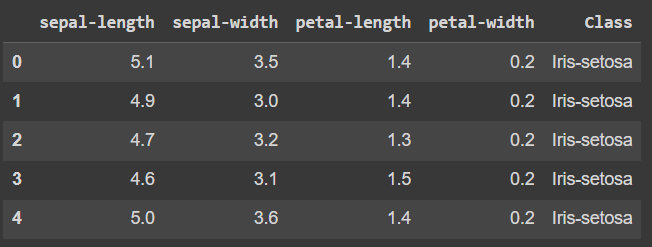 sepal-length sepal-width petal-length petal-width Class
0 5.1 3.5 1.4 0.2 Iris-setosa
1 4.9 3.0 1.4 0.2 Iris-setosa
2 4.7 3.2 1.3 0.2 Iris-setosa
3 4.6 3.1 1.5 0.2 Iris-setosa
4 5.0 3.6 1.4 0.2 Iris-setosa